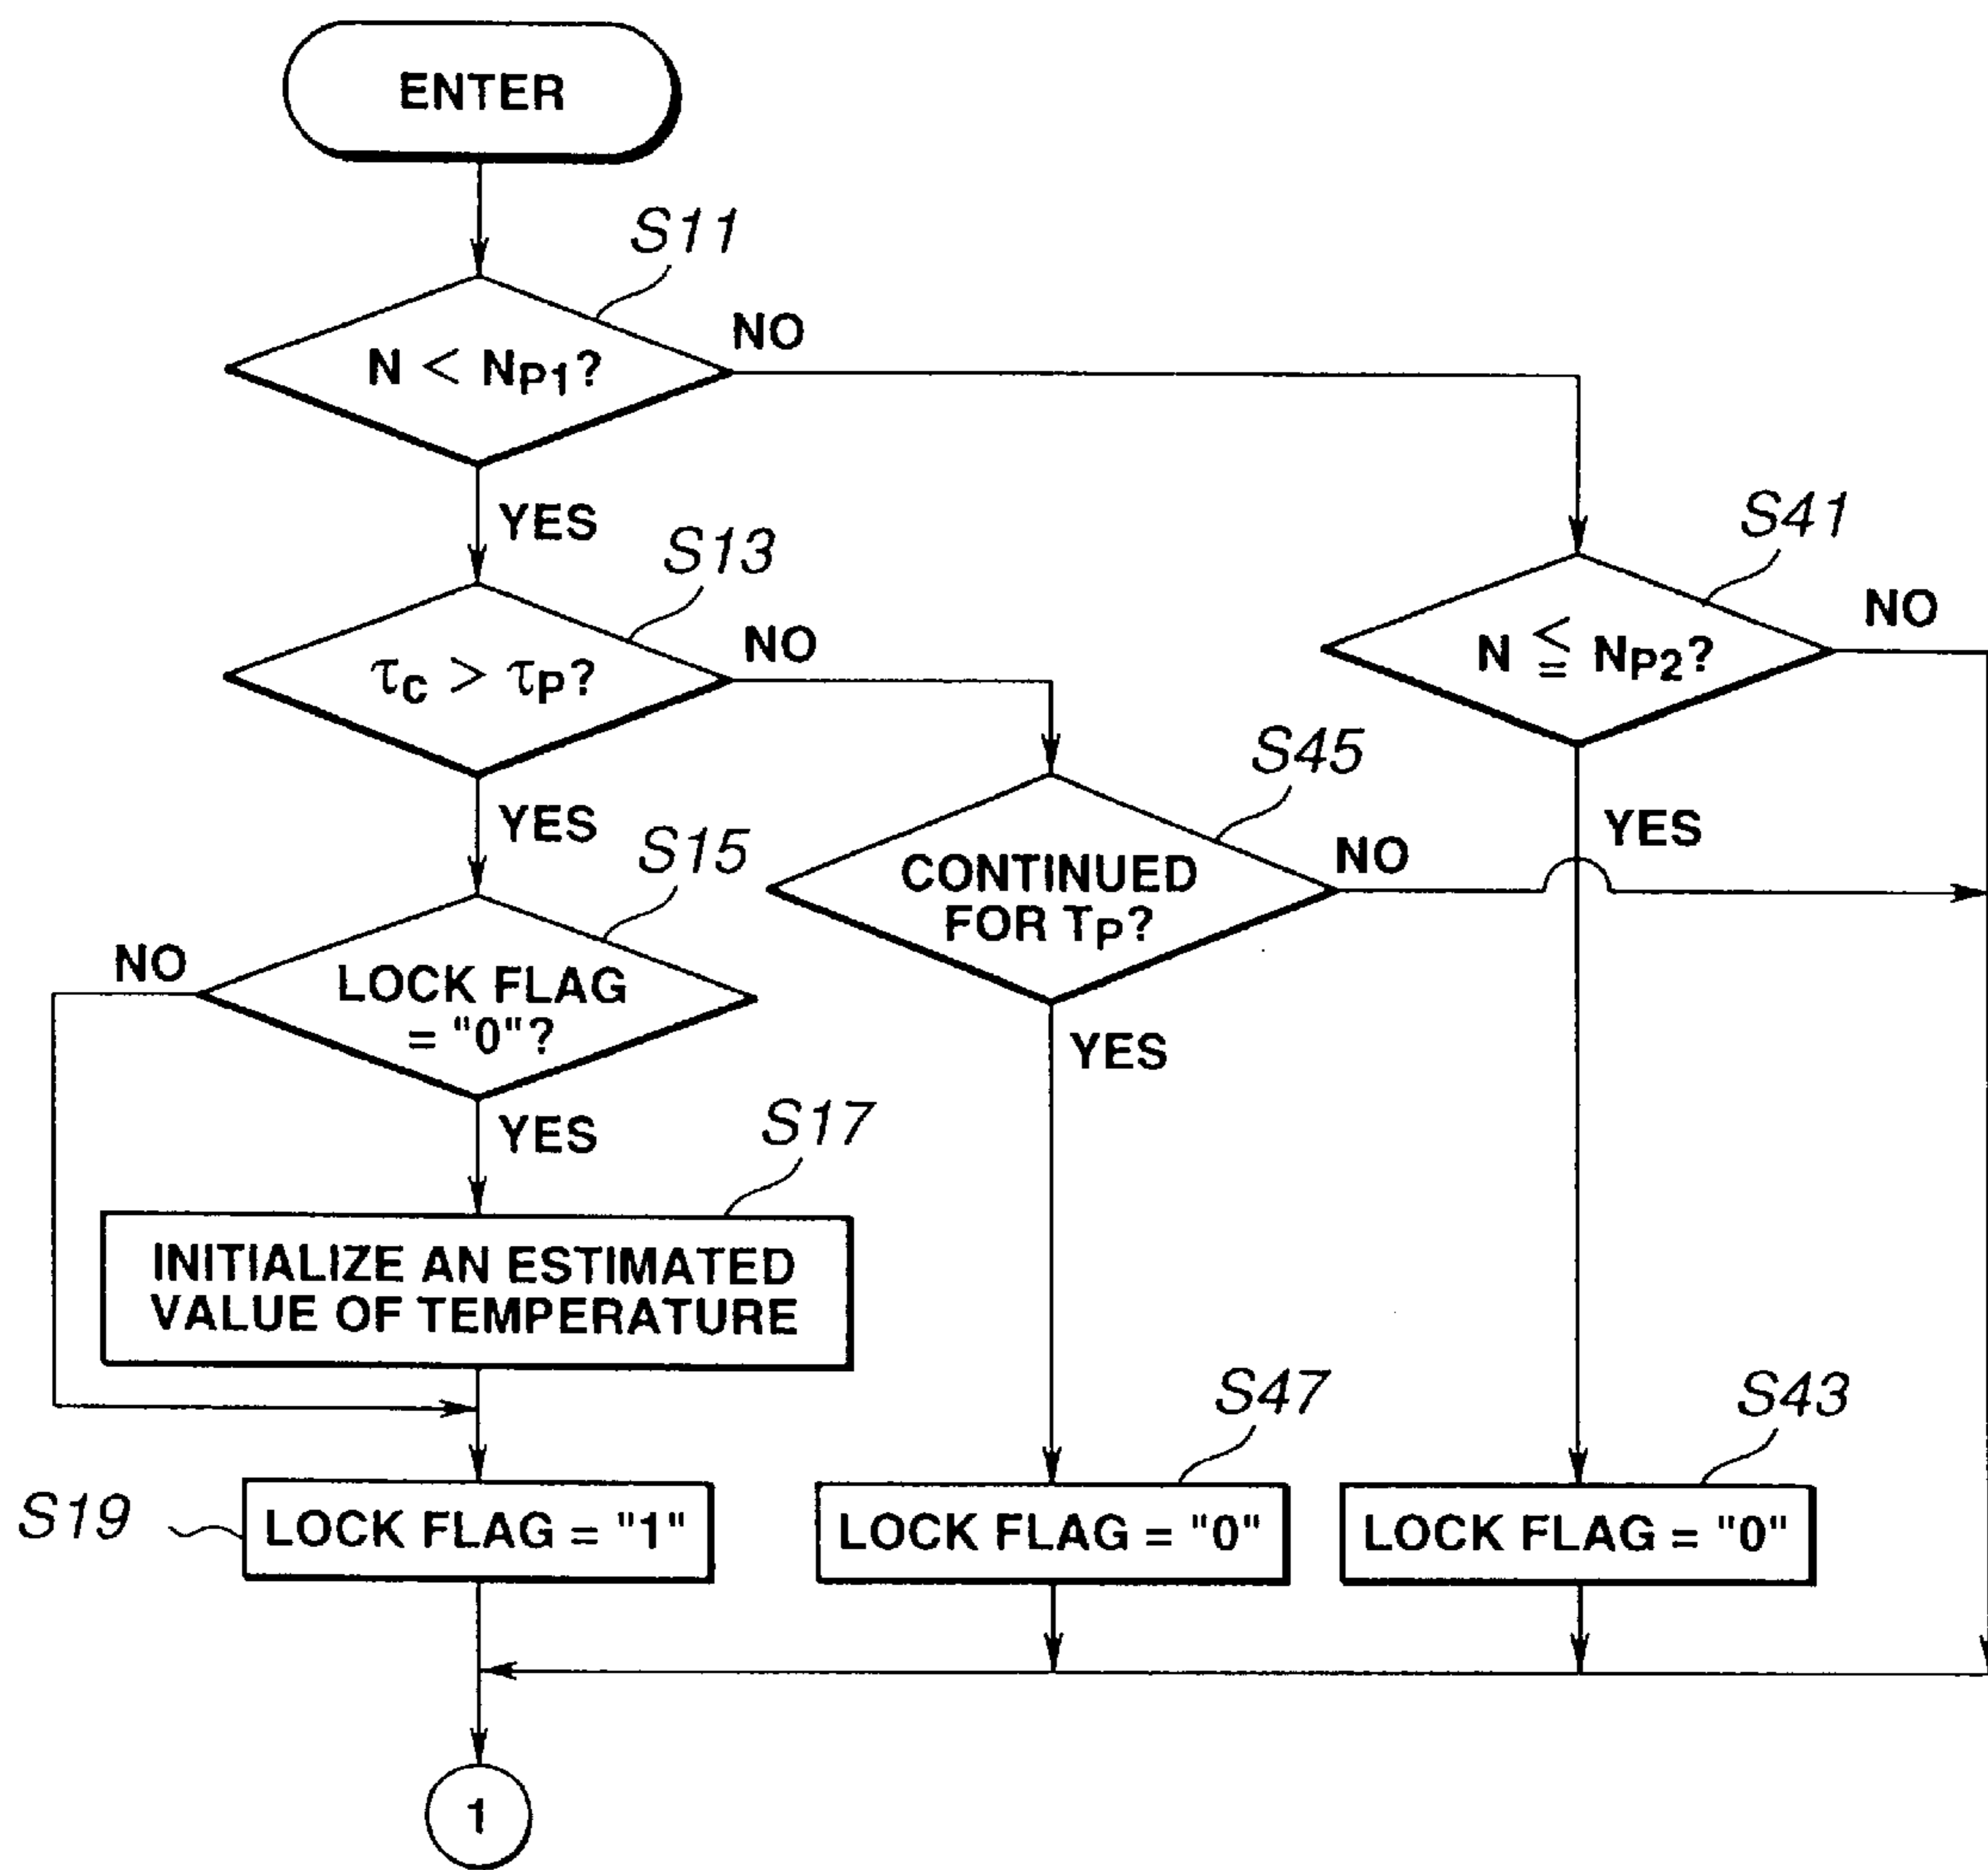 ENTER
S11
N < NP1?
NO
YES
S13
τC > τP?
NO
YES
S41
N ≦ NP2?
NO
YES
S45
CONTINUED
FOR TP?
NO
YES
S15
LOCK FLAG
= "0"?
NO
YES
S17
INITIALIZE AN ESTIMATED
VALUE OF TEMPERATURE
S19
LOCK FLAG = "1"
S47
LOCK FLAG = "0"
S43
LOCK FLAG = "0"
1